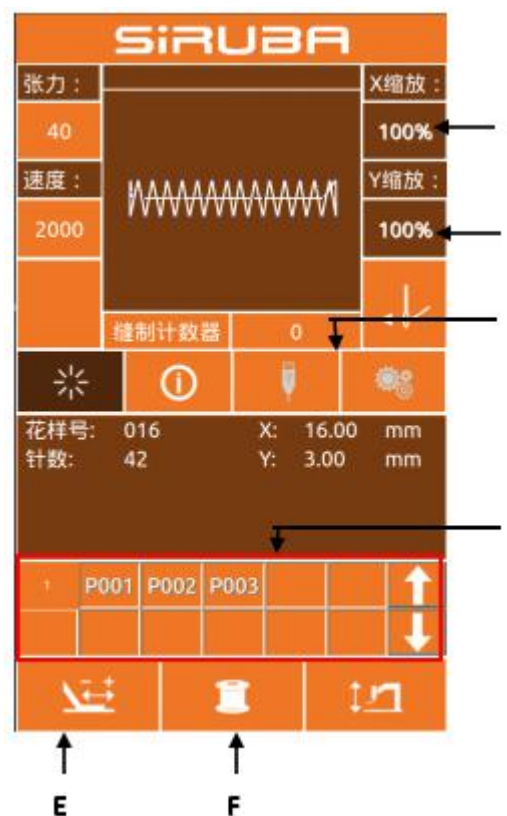 SiRUBA
张力： X缩放：
40 100%
速度： Y缩放：
2000 100%
缝制计数器 0
花样号: 016 X: 16.00 mm
针数: 42 Y: 3.00 mm
1 P001 P002 P003
E F